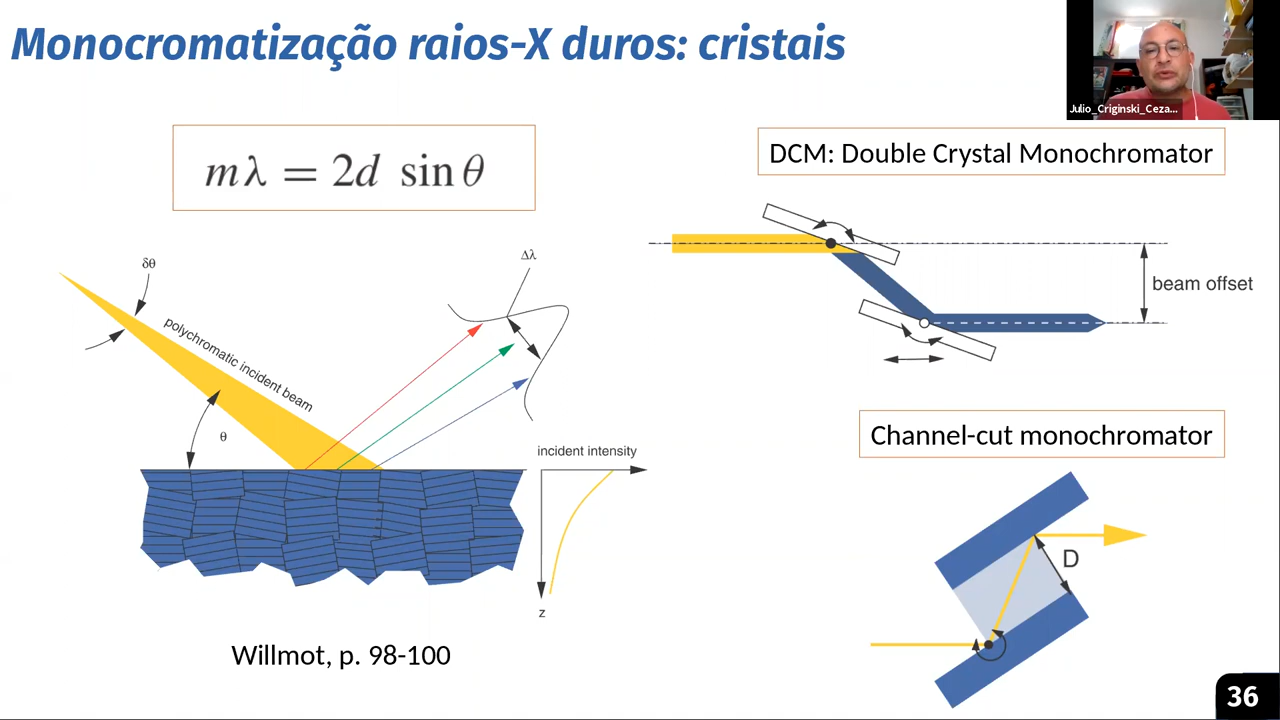 Monocromatização raios-X duros: cristais
Julio_Criginski_Ceza...
mλ = 2d sin θ
DCM: Double Crystal Monochromator
beam offset
δθ
polychromatic incident beam
θ
Δλ
incident intensity
z
Channel-cut monochromator
D
Willmot, p. 98-100
36